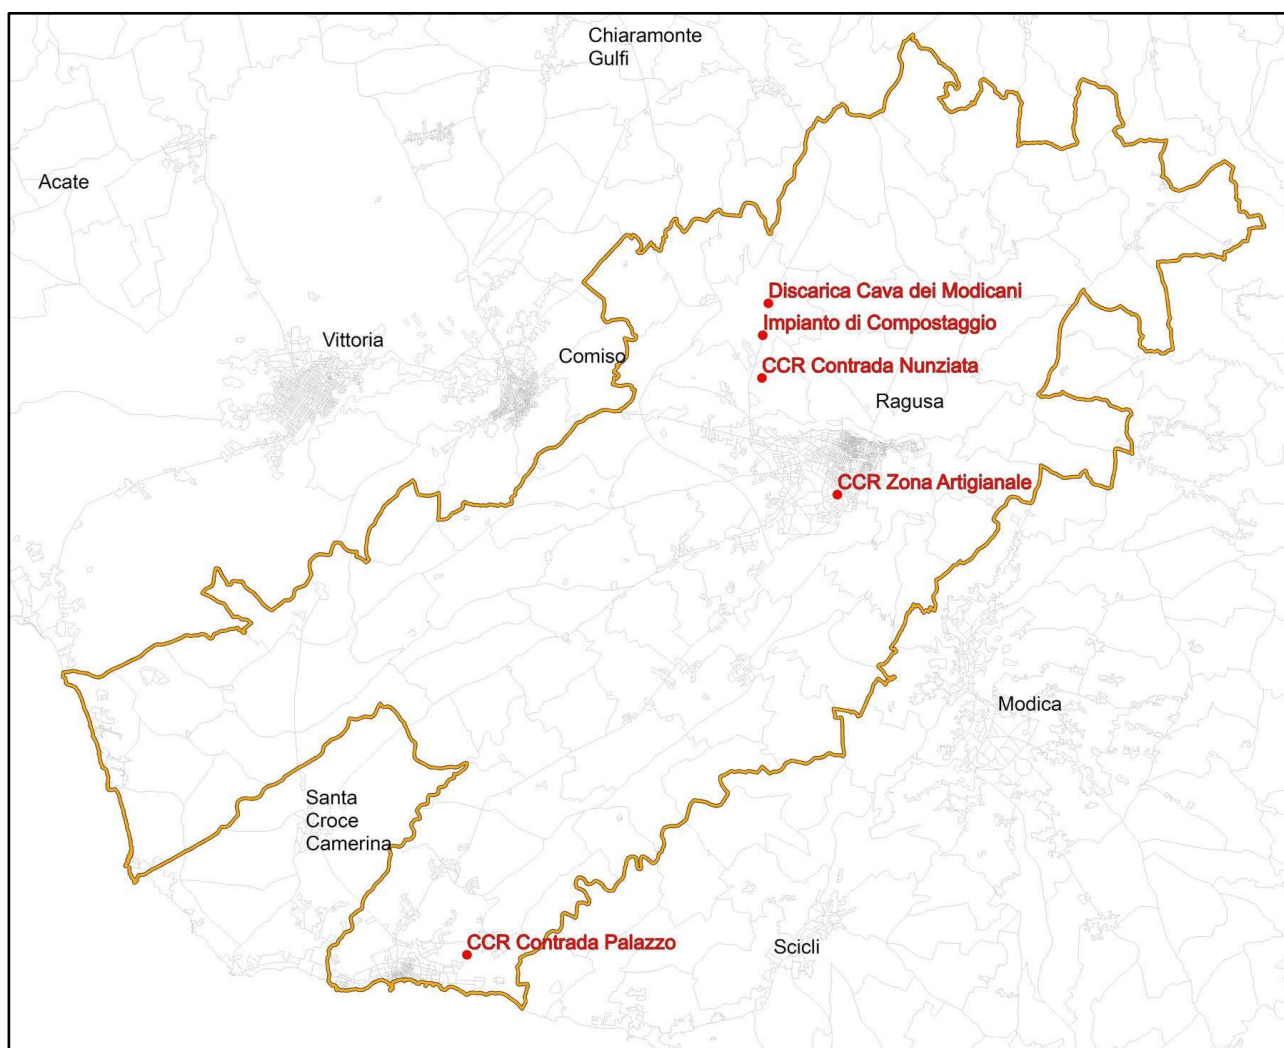 Chiaramonte
Gulfi
Acate
Discarica Cava dei Modicani
Impianto di Compostaggio
Vittoria
Comiso
CCR Contrada Nunziata
Ragusa
CCR Zona Artigianale
Modica
Santa
Croce
Camerina
CCR Contrada Palazzo
Scicli